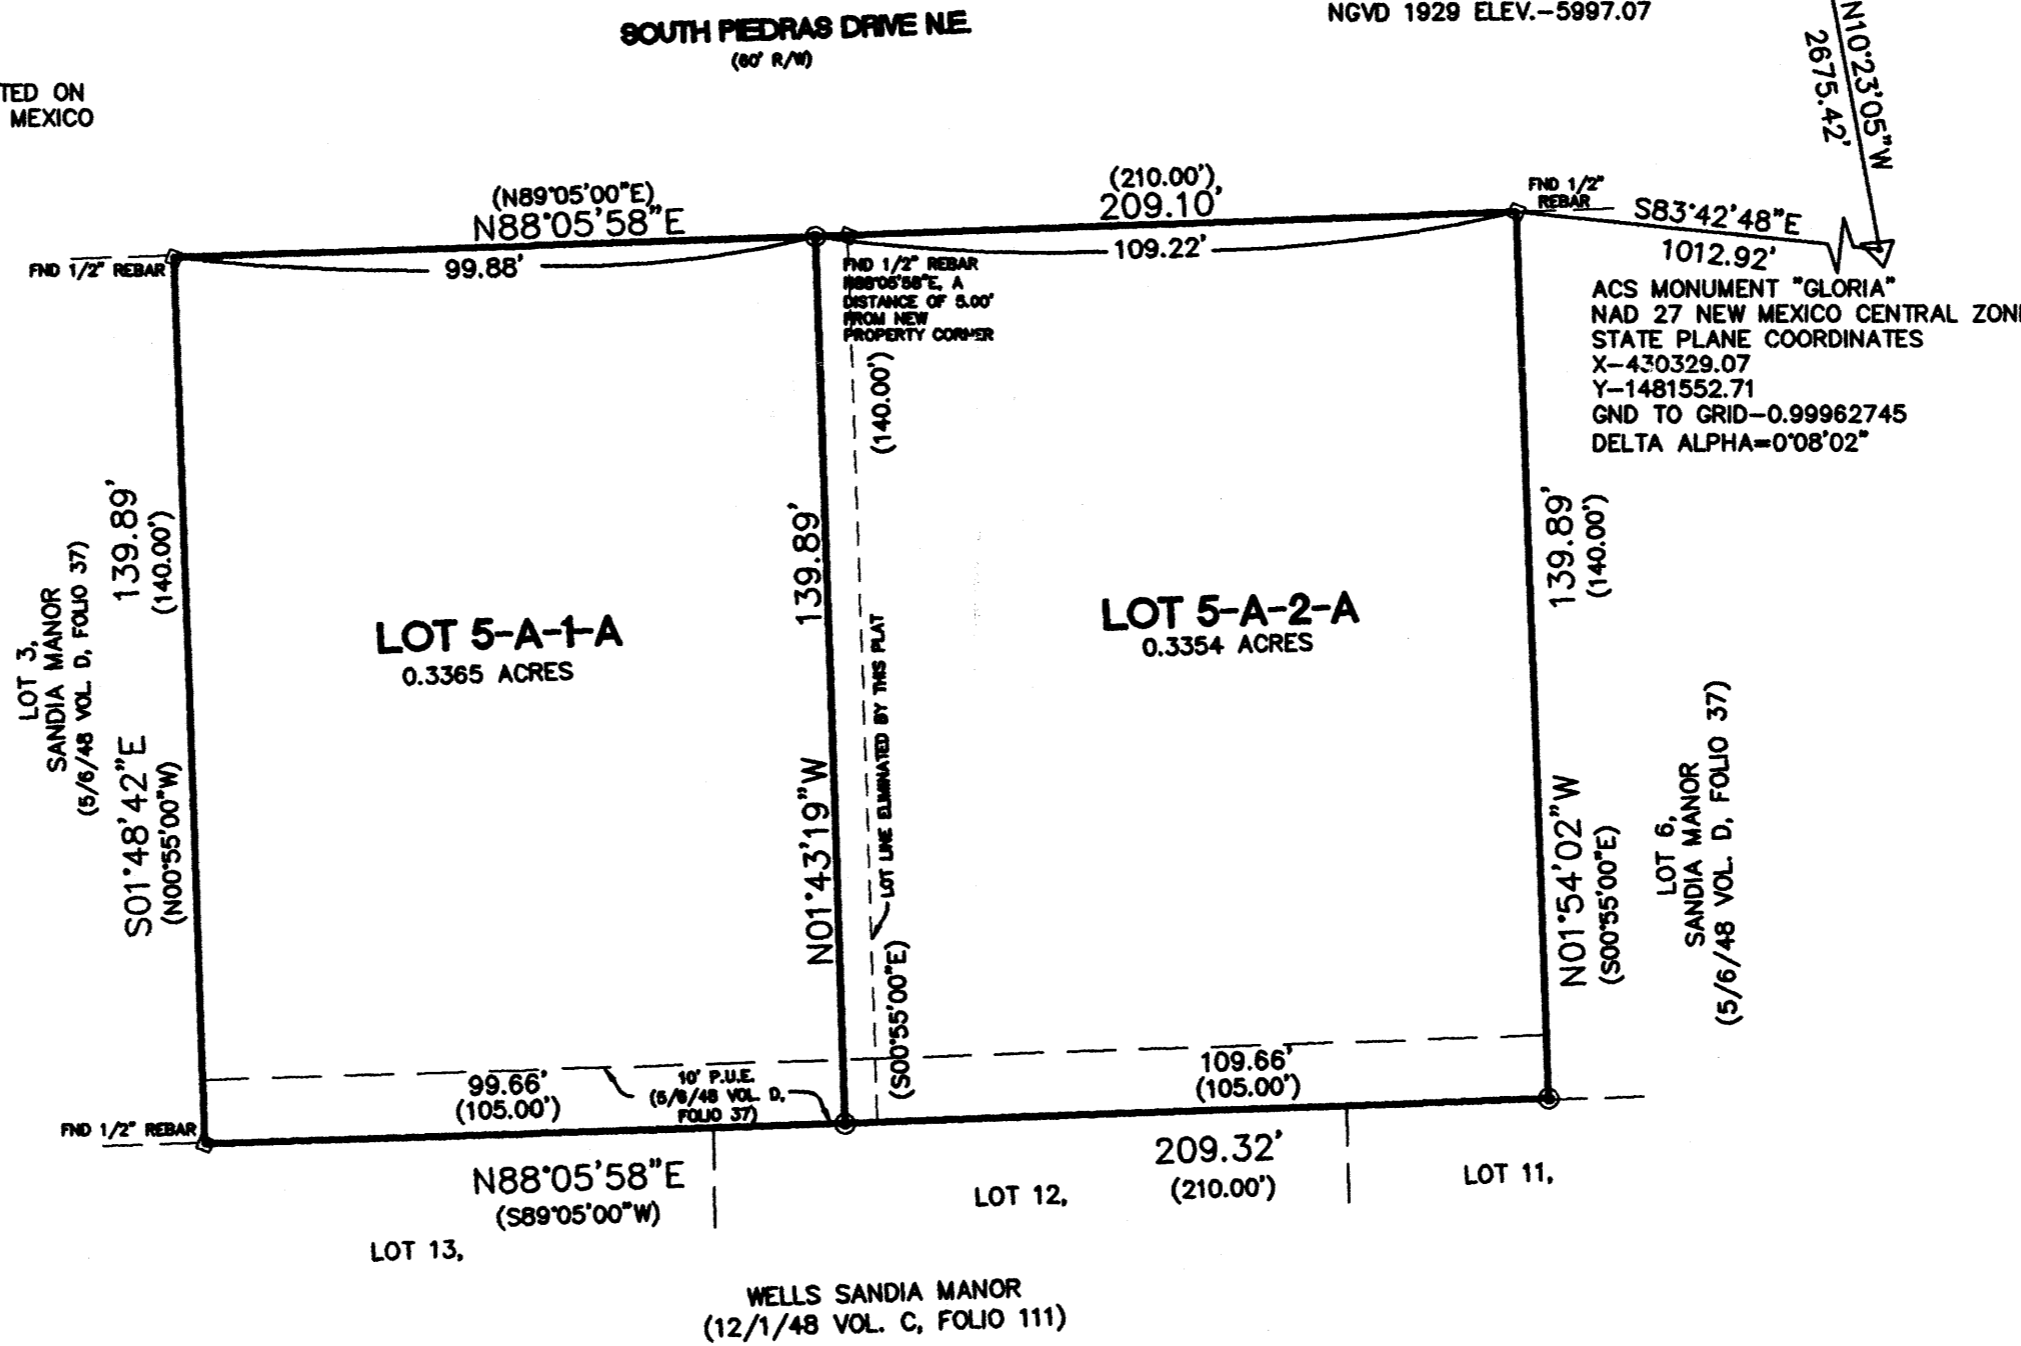 SOUTH PIEDRAS DRIVE N.E.
(60' R/W)
NGVD 1929 ELEV.-5997.07
N10°23'05"W
2675.42'
TED ON
MEXICO
(N89°05'00"E)
N88°05'58"E
(210.00')
209.10'
FND 1/2"
REBAR
S83°42'48"E
1012.92'
FND 1/2" REBAR
99.88'
109.22'
FND 1/2" REBAR
N88°05'58"E, A
DISTANCE OF 5.00'
FROM NEW
PROPERTY CORNER
ACS MONUMENT "GLORIA"
NAD 27 NEW MEXICO CENTRAL ZON
STATE PLANE COORDINATES
X-430329.07
Y-1481552.71
GND TO GRID-0.99962745
DELTA ALPHA=0°08'02"
(140.00')
139.89'
(140.00')
139.89'
139.89'
(140.00')
LOT 3,
SANDIA MANOR
(5/6/48 VOL. D, FOLIO 37)
LOT 5-A-1-A
0.3365 ACRES
LOT 5-A-2-A
0.3354 ACRES
LOT LINE ELIMINATED BY THIS PLAT
S01°48'42"E
(N00°55'00"W)
N01°43'19"W
(S00°55'00"E)
N01°54'02"W
(S00°55'00"E)
LOT 6,
SANDIA MANOR
(5/6/48 VOL. D, FOLIO 37)
99.66'
(105.00')
10' P.U.E.
(5/6/48 VOL. D,
FOLIO 37)
109.66'
(105.00')
FND 1/2" REBAR
N88°05'58"E
(S89°05'00"W)
209.32'
(210.00')
LOT 13,
LOT 12,
LOT 11,
WELLS SANDIA MANOR
(12/1/48 VOL. C, FOLIO 111)